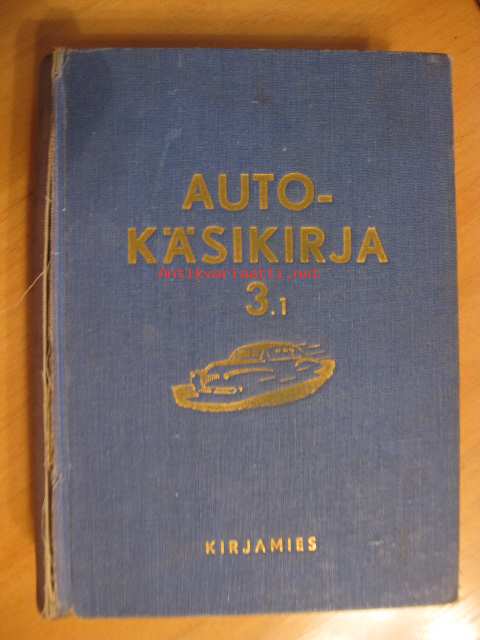 AUTO-
KÄSIKIRJA
Antikvariaatti.net
3.1
KIRJAMIES